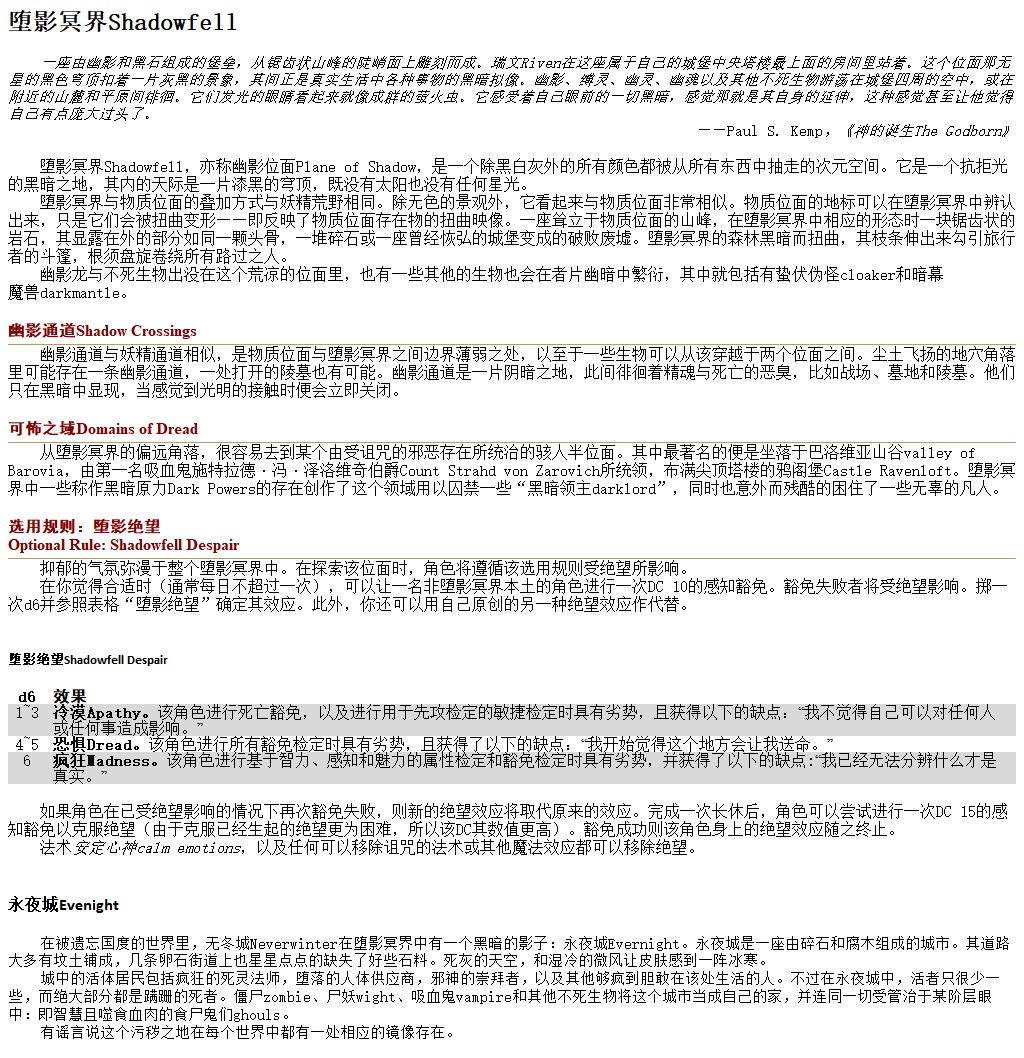 堕影冥界Shadowfell
一座由幽影和黑石组成的堡垒，从锯齿状山峰的陡峭面上雕刻而成。瑞文Riven在这座属于自己的城堡中央塔楼最上面的房间里站着。这个位面那无
星的黑色穹顶扣着一片灰黑的景象，其间正是真实生活中各种事物的黑暗拟像。幽影、缚灵、幽灵、幽魂以及其他不死生物游荡在城堡四周的空中，或在
附近的山麓和平原间徘徊。它们发光的眼睛看起来就像成群的萤火虫。它感受着自己眼前的一切黑暗，感觉那就是其自身的延伸，这种感觉甚至让他觉得
自己有点庞大过头了。
——Paul S. Kemp，《神的诞生The Godborn》
堕影冥界Shadowfell，亦称幽影位面Plane of Shadow，是一个除黑白灰外的所有颜色都被从所有东西中抽走的次元空间。它是一个抗拒光
的黑暗之地，其内的天际是一片漆黑的穹顶，既没有太阳也没有任何星光。
堕影冥界与物质位面的叠加方式与妖精荒野相同。除无色的景观外，它看起来与物质位面非常相似。物质位面的地标可以在堕影冥界中辨认
出来，只是它们会被扭曲变形——即反映了物质位面存在物的扭曲映像。一座耸立于物质位面的山峰，在堕影冥界中相应的形态时一块锯齿状的
岩石，其显露在外的部分如同一颗头骨，一堆碎石或一座曾经恢弘的城堡变成的破败废墟。堕影冥界的森林黑暗而扭曲，其枝条伸出来勾引旅行
者的斗篷，根须盘旋卷绕所有路过之人。
幽影龙与不死生物出没在这个荒凉的位面里，也有一些其他的生物也会在者片幽暗中繁衍，其中就包括有蛰伏伪怪cloaker和暗幕
魔兽darkmantle。
幽影通道Shadow Crossings
幽影通道与妖精通道相似，是物质位面与堕影冥界之间边界薄弱之处，以至于一些生物可以从该穿越于两个位面之间。尘土飞扬的地穴角落
里可能存在一条幽影通道，一处打开的陵墓也有可能。幽影通道是一片阴暗之地，此间徘徊着精魂与死亡的恶臭，比如战场、墓地和陵墓。他们
只在黑暗中显现，当感觉到光明的接触时便会立即关闭。
可怖之域Domains of Dread
从堕影冥界的偏远角落，很容易去到某个由受诅咒的邪恶存在所统治的骇人半位面。其中最著名的便是坐落于巴洛维亚山谷valley of
Barovia，由第一名吸血鬼施特拉德·冯·泽洛维奇伯爵Count Strahd von Zarovich所统领，布满尖顶塔楼的鸦阁堡Castle Ravenloft。堕影冥
界中一些称作黑暗原力Dark Powers的存在创作了这个领域用以囚禁一些“黑暗领主darklord”，同时也意外而残酷的困住了一些无辜的凡人。
选用规则：堕影绝望
Optional Rule: Shadowfell Despair
抑郁的气氛弥漫于整个堕影冥界中。在探索该位面时，角色将遵循该选用规则受绝望所影响。
在你觉得合适时（通常每日不超过一次），可以让一名非堕影冥界本土的角色进行一次DC 10的感知豁免。豁免失败者将受绝望影响。掷一
次d6并参照表格“堕影绝望”确定其效应。此外，你还可以用自己原创的另一种绝望效应作代替。
堕影绝望Shadowfell Despair
d6 效果
1~3 冷漠Apathy。该角色进行死亡豁免，以及进行用于先攻检定的敏捷检定时具有劣势，且获得以下的缺点：“我不觉得自己可以对任何人
或任何事造成影响。”
4~5 恐惧Dread。该角色进行所有豁免检定时具有劣势，且获得了以下的缺点：“我开始觉得这个地方会让我送命。”
6 疯狂Madness。该角色进行基于智力、感知和魅力的属性检定和豁免检定时具有劣势，并获得了以下的缺点:“我已经无法分辨什么才是
真实。”
如果角色在已受绝望影响的情况下再次豁免失败，则新的绝望效应将取代原来的效应。完成一次长休后，角色可以尝试进行一次DC 15的感
知豁免以克服绝望（由于克服已经生起的绝望更为困难，所以该DC其数值更高）。豁免成功则该角色身上的绝望效应随之终止。
法术安定心神calm emotions，以及任何可以移除诅咒的法术或其他魔法效应都可以移除绝望。
永夜城Evenight
在被遗忘国度的世界里，无冬城Neverwinter在堕影冥界中有一个黑暗的影子：永夜城Evernight。永夜城是一座由碎石和腐木组成的城市。其道路
大多有坟土铺成，几条卵石街道上也星星点点的缺失了好些石料。死灰的天空，和湿冷的微风让皮肤感到一阵冰寒。
城中的活体居民包括疯狂的死灵法师，堕落的人体供应商，邪神的崇拜者，以及其他够疯到胆敢在该处生活的人。不过在永夜城中，活者只很少一
些，而绝大部分都是蹒跚的死者。僵尸zombie、尸妖wight、吸血鬼vampire和其他不死生物将这个城市当成自己的家，并连同一切受管治于某阶层眼
中：即智慧且噬食血肉的食尸鬼们ghouls。
有谣言说这个污秽之地在每个世界中都有一处相应的镜像存在。